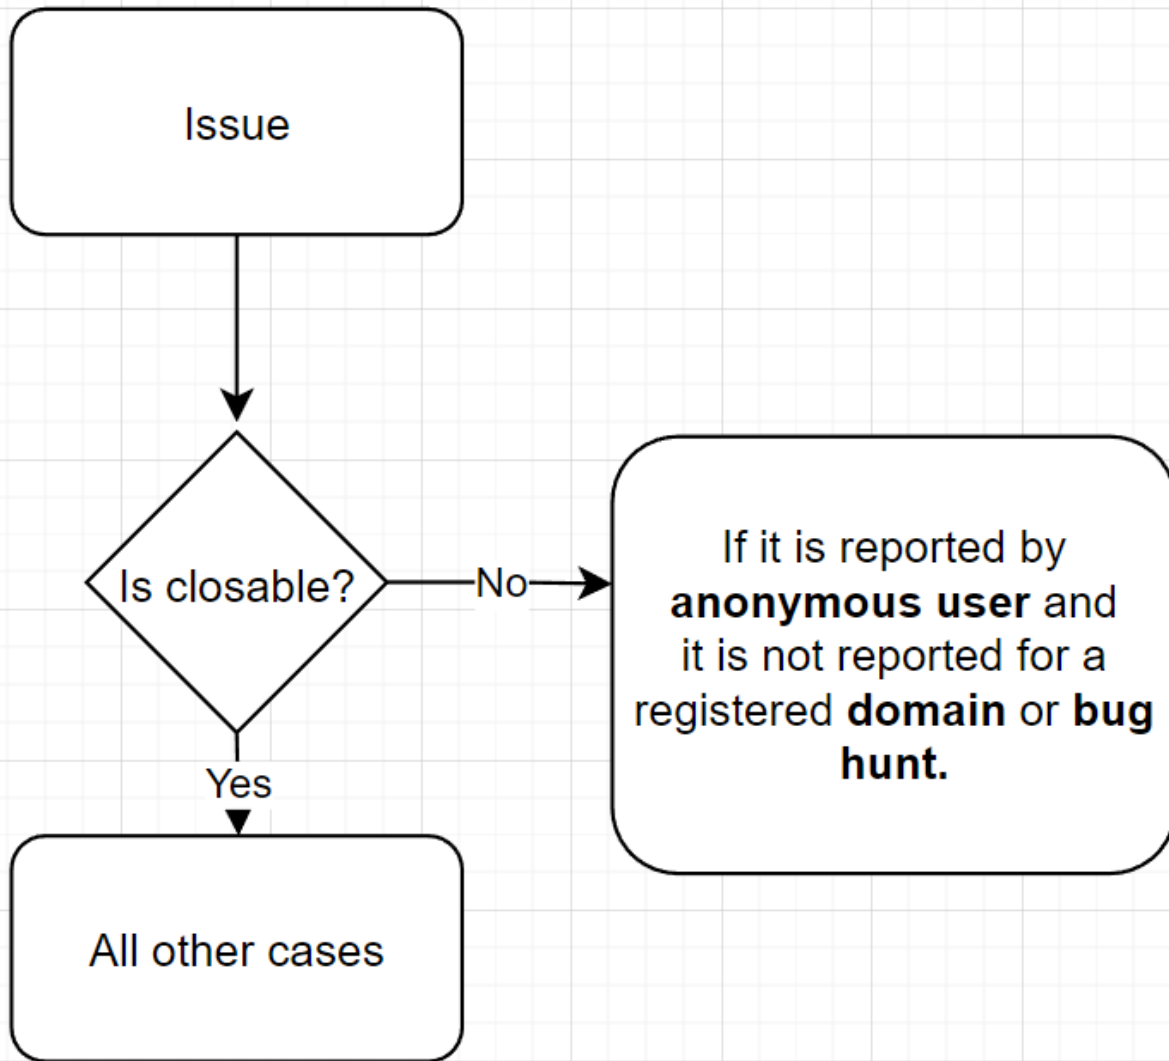 Issue
Is closable?
No
If it is reported by
anonymous user and
it is not reported for a
registered domain or bug
hunt.
Yes
All other cases